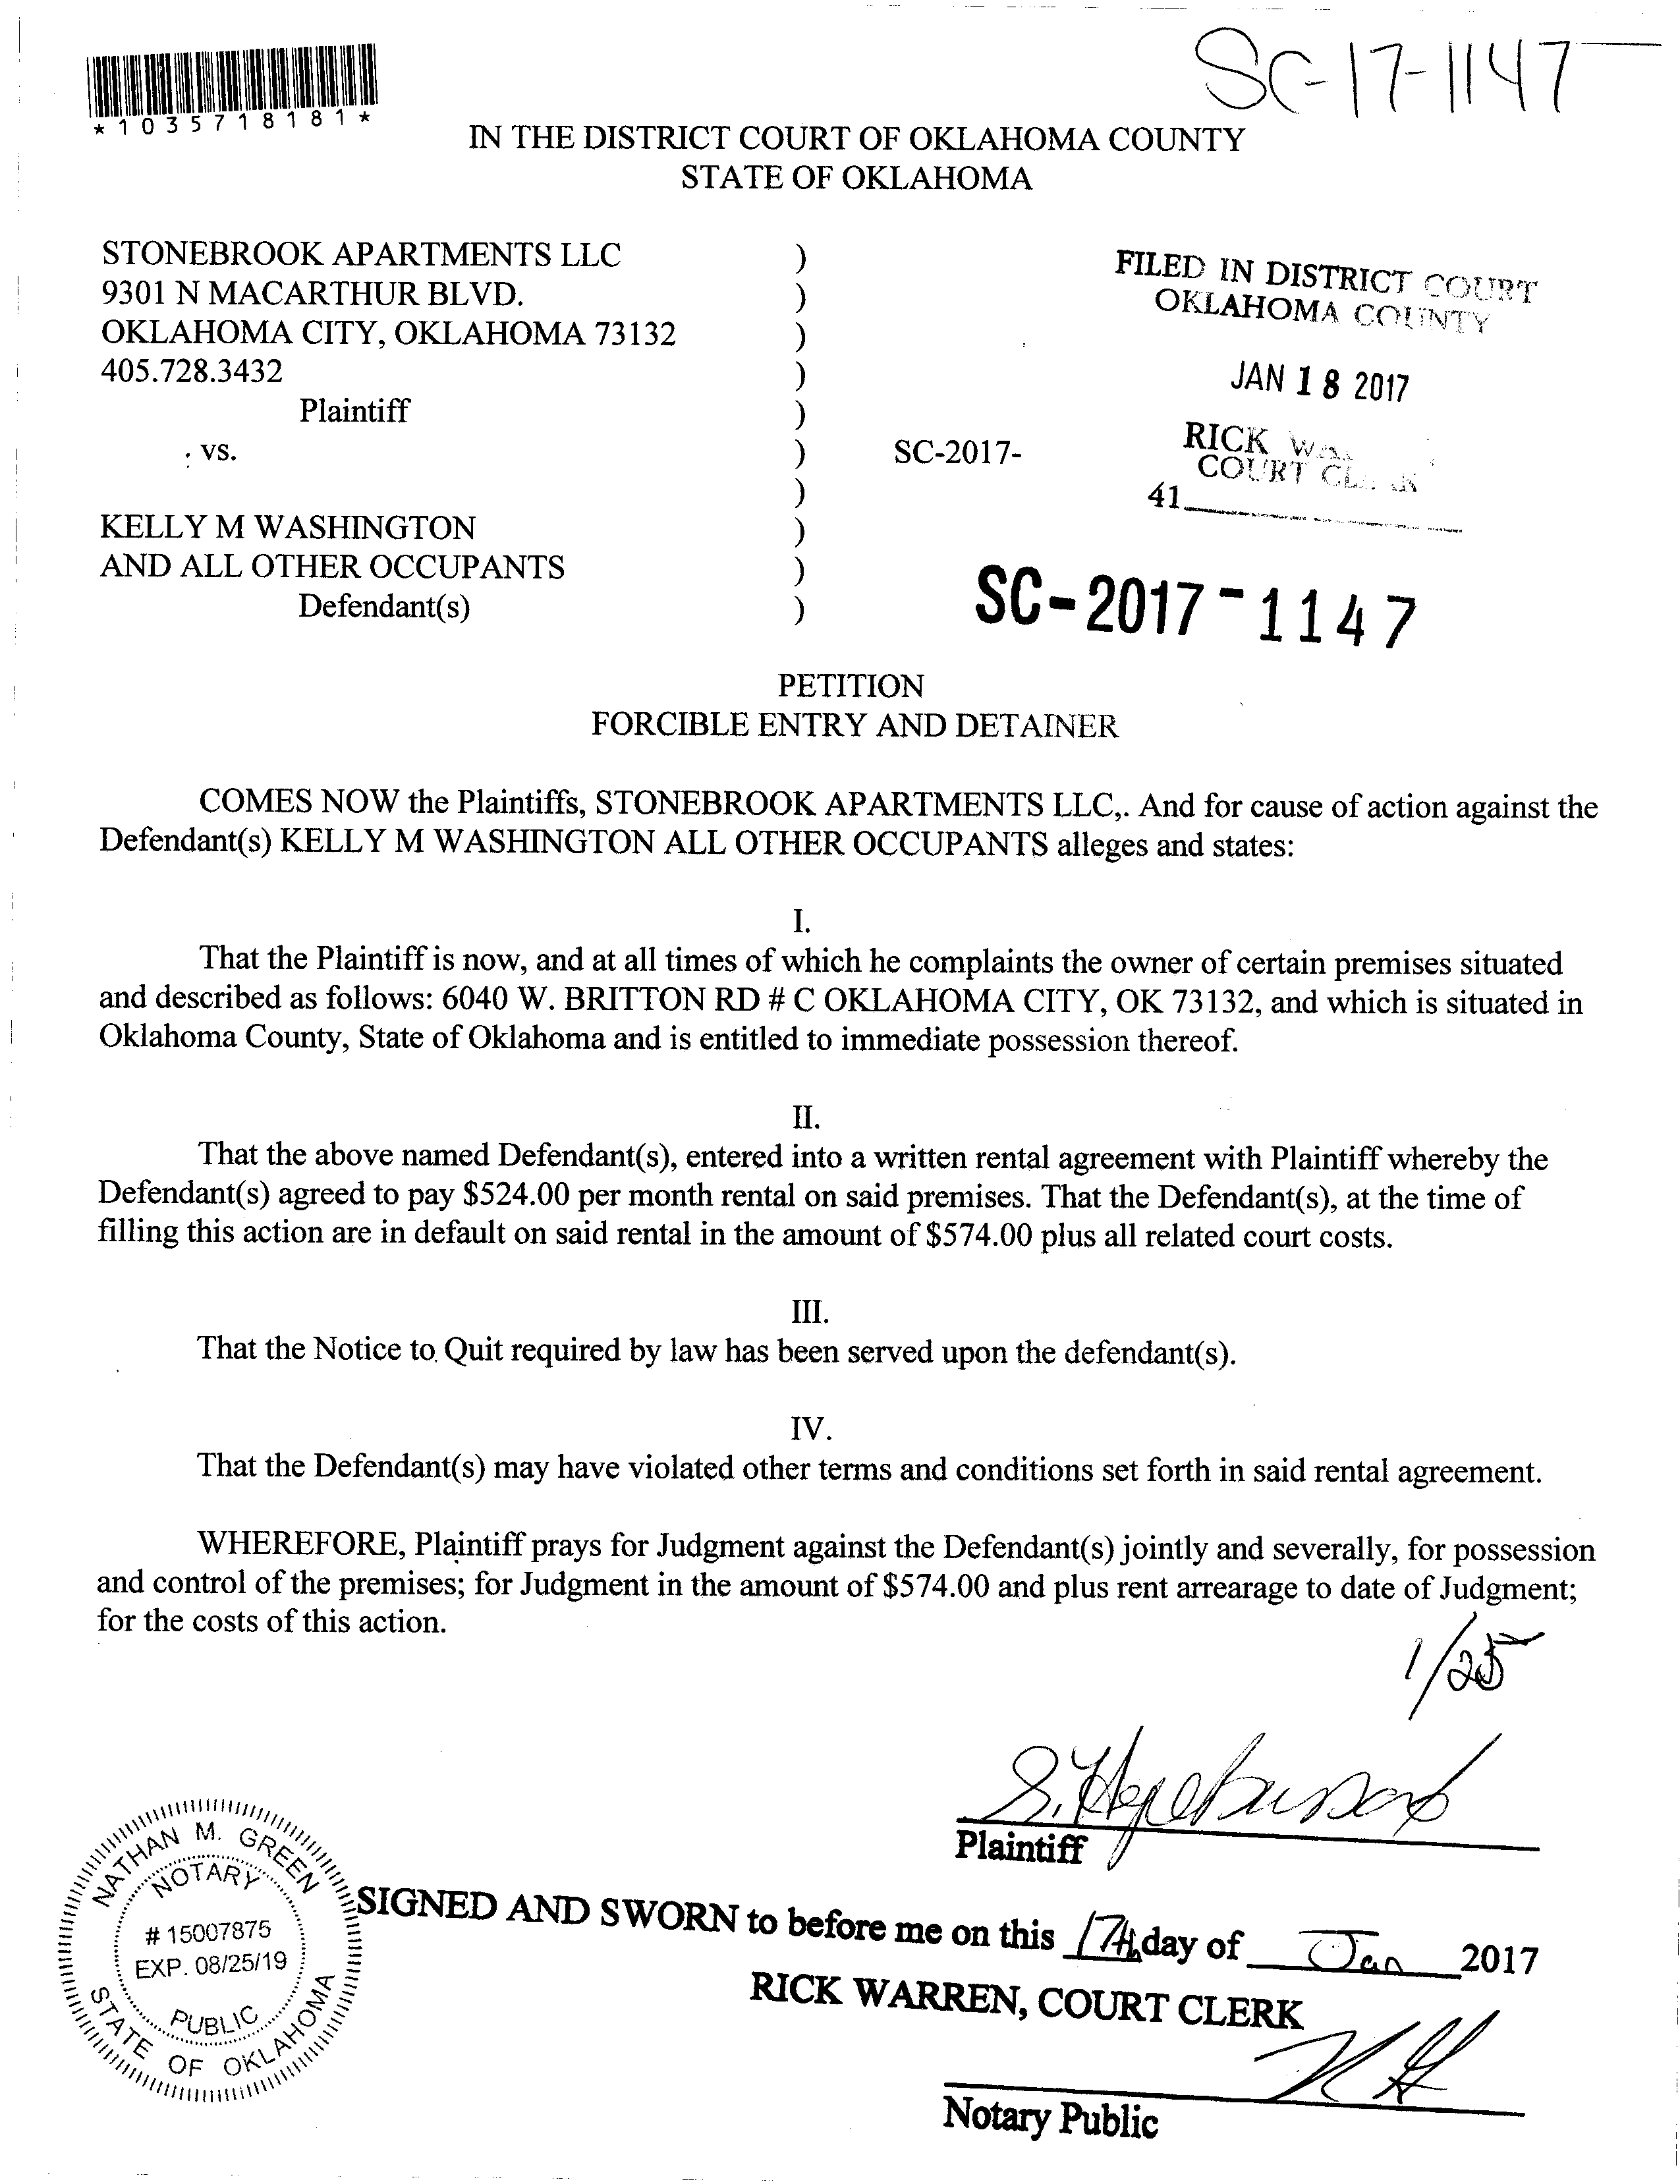 SC-17-1147
*1035718181*
IN THE DISTRICT COURT OF OKLAHOMA COUNTY
STATE OF OKLAHOMA
STONEBROOK APARTMENTS LLC )
9301 N MACARTHUR BLVD. )
OKLAHOMA CITY, OKLAHOMA 73132 )
405.728.3432 )
Plaintiff )
vs. ) SC-2017-
)
KELLY M WASHINGTON )
AND ALL OTHER OCCUPANTS )
Defendant(s) )
FILED IN DISTRICT COURT
OKLAHOMA COUNTY
JAN 18 2017
RICK
COURT
41
SC-2017-1147
PETITION
FORCIBLE ENTRY AND DETAINER
COMES NOW the Plaintiffs, STONEBROOK APARTMENTS LLC,. And for cause of action against the
Defendant(s) KELLY M WASHINGTON ALL OTHER OCCUPANTS alleges and states:
I.
That the Plaintiff is now, and at all times of which he complaints the owner of certain premises situated
and described as follows: 6040 W. BRITTON RD # C OKLAHOMA CITY, OK 73132, and which is situated in
Oklahoma County, State of Oklahoma and is entitled to immediate possession thereof.
II.
That the above named Defendant(s), entered into a written rental agreement with Plaintiff whereby the
Defendant(s) agreed to pay $524.00 per month rental on said premises. That the Defendant(s), at the time of
filling this action are in default on said rental in the amount of $574.00 plus all related court costs.
III.
That the Notice to Quit required by law has been served upon the defendant(s).
IV.
That the Defendant(s) may have violated other terms and conditions set forth in said rental agreement.
WHEREFORE, Plaintiff prays for Judgment against the Defendant(s) jointly and severally, for possession
and control of the premises; for Judgment in the amount of $574.00 and plus rent arrearage to date of Judgment;
for the costs of this action.
1/25
Plaintiff
NATHAN M. GREEN
NOTARY
# 15007875
EXP. 08/25/19
PUBLIC
STATE OF OKLAHOMA
SIGNED AND SWORN to before me on this 17th day of Jan 2017
RICK WARREN, COURT CLERK
Notary Public